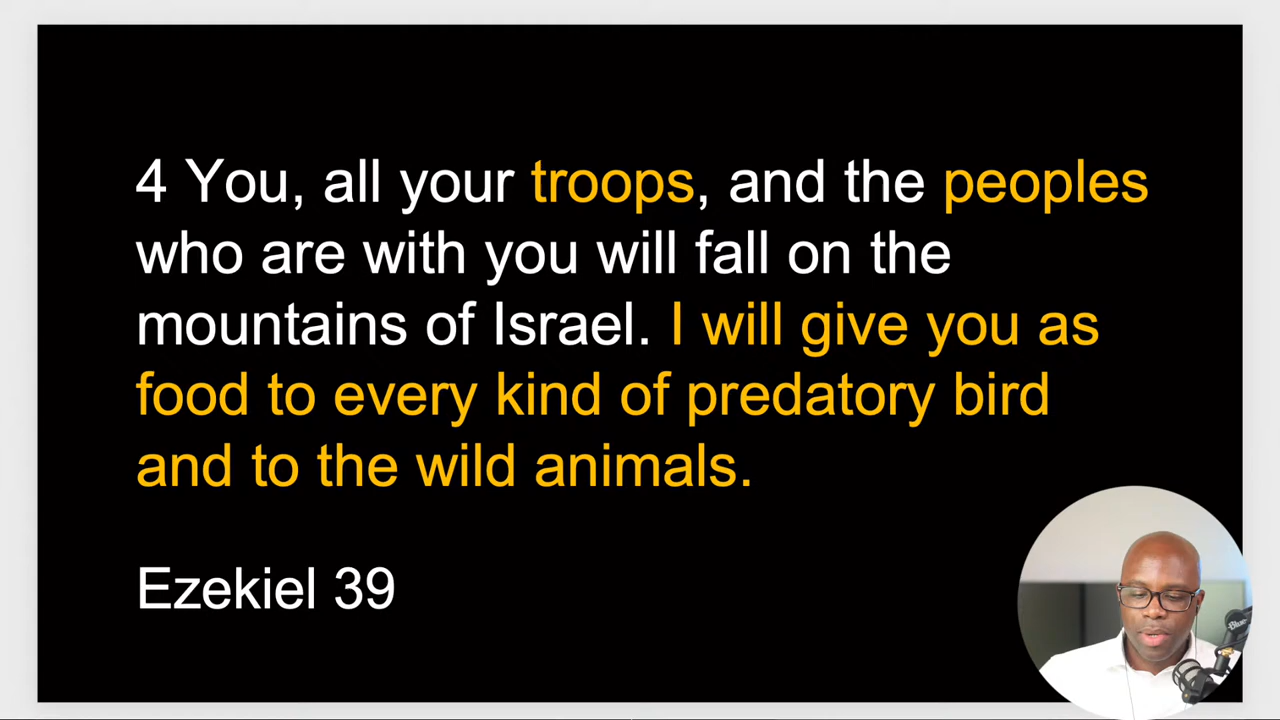 4 You, all your troops, and the peoples
who are with you will fall on the
mountains of Israel. I will give you as
food to every kind of predatory bird
and to the wild animals.
Ezekiel 39
Blue